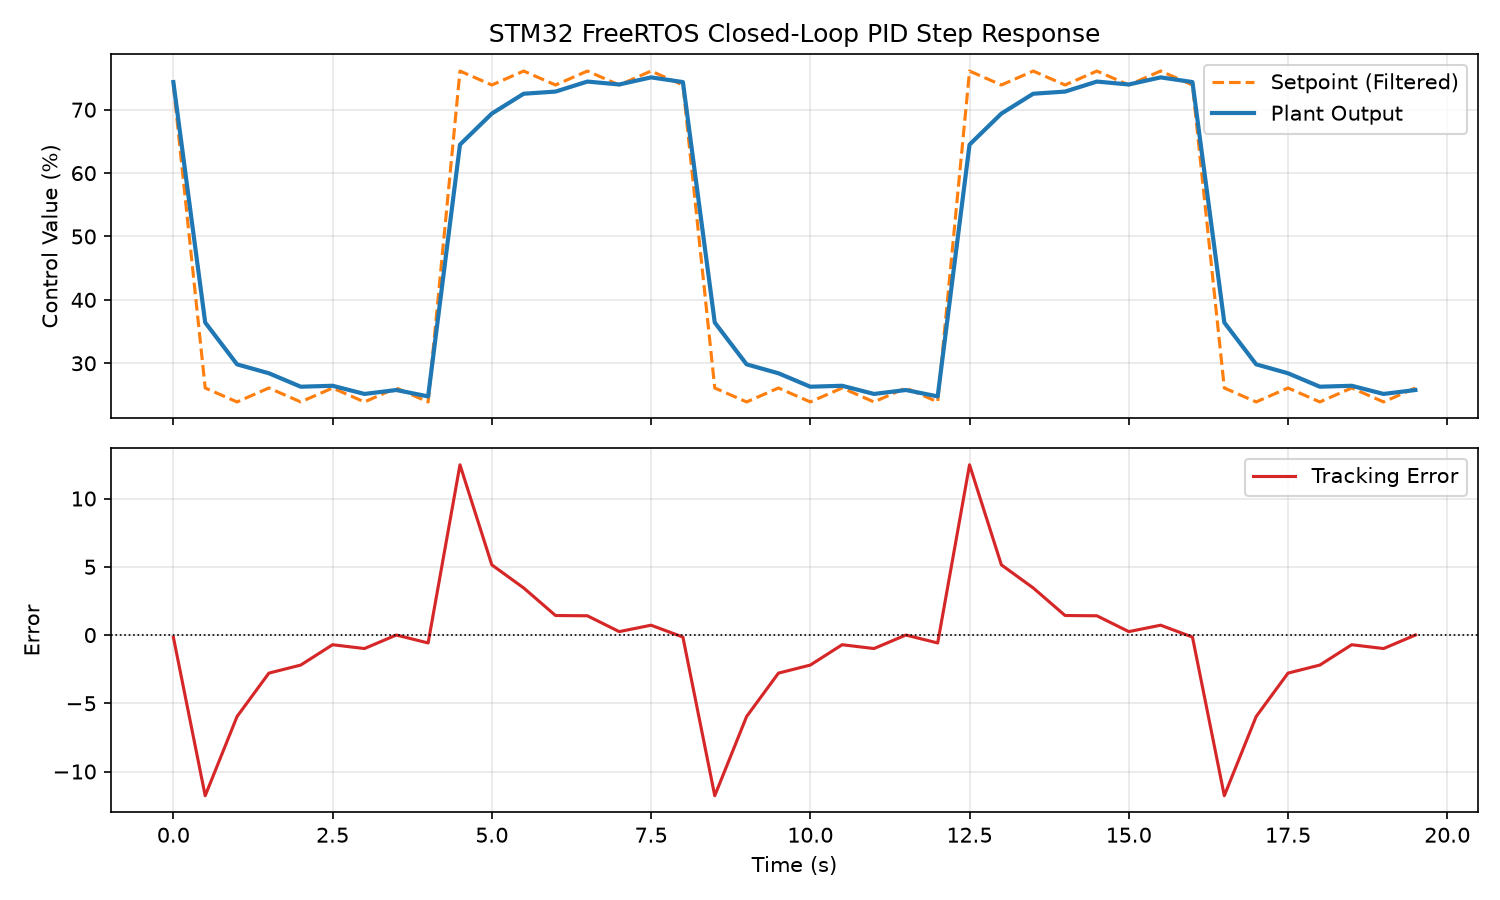 STM32 FreeRTOS Closed-Loop PID Step Response
Setpoint (Filtered)
Plant Output
Control Value (%)
70
60
50
40
30
Tracking Error
Error
10
5
0
−5
−10
0.0 2.5 5.0 7.5 10.0 12.5 15.0 17.5 20.0
Time (s)